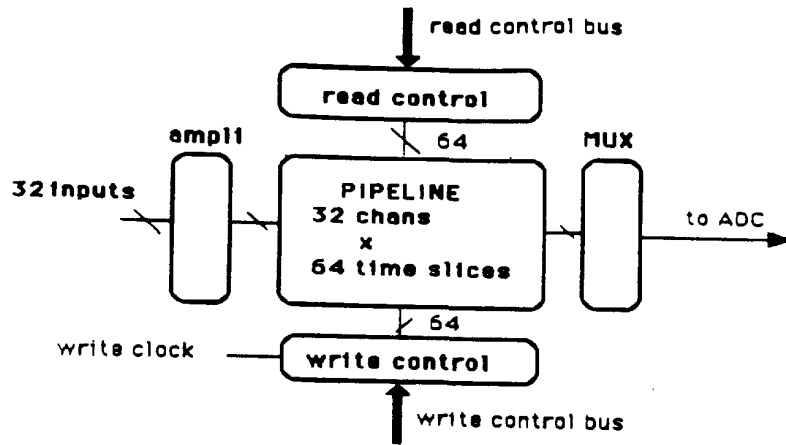 read control bus
read control
64
ampli
MUX
32 inputs
PIPELINE
32 chans
x
64 time slices
to ADC
64
write clock
write control
write control bus